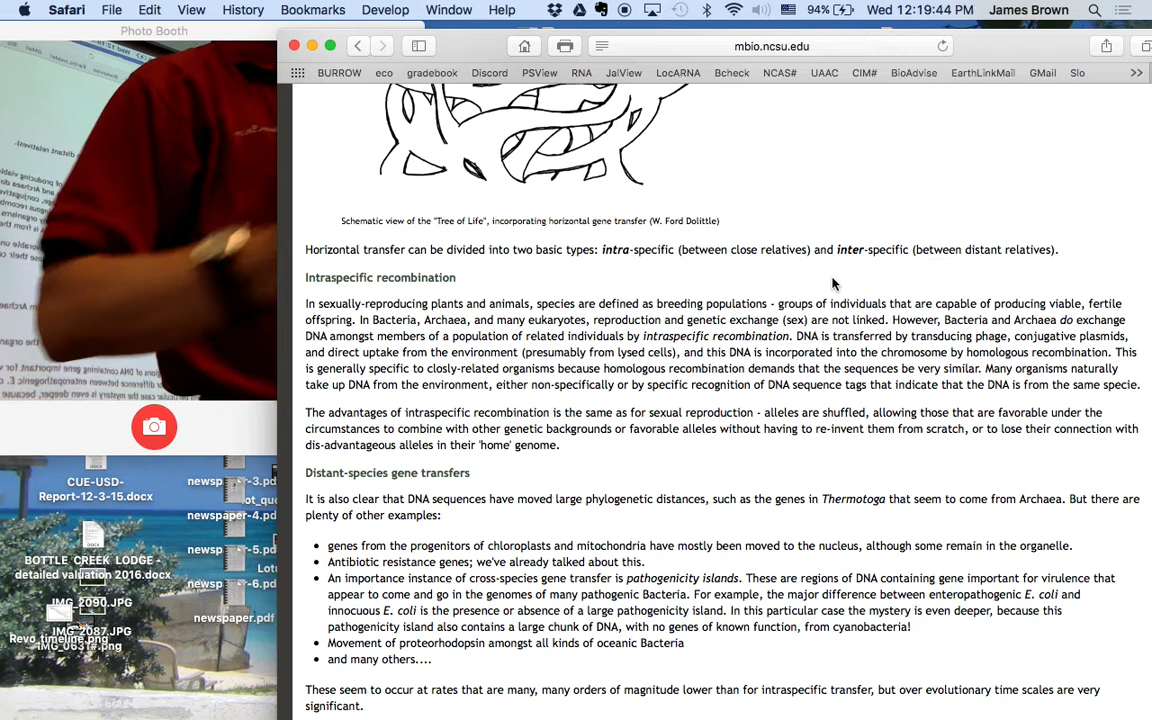 Safari File Edit View History Bookmarks Develop Window Help 94% Wed 12:19:44 PM James Brown
Photo Booth
mbio.ncsu.edu
BURROW eco gradebook Discord PSView RNA JalView LocARNA Bcheck NCAS# UAAC CIM# BioAdvise EarthLinkMail GMail Slo
Schematic view of the "Tree of Life", incorporating horizontal gene transfer (W. Ford Dolittle)
Horizontal transfer can be divided into two basic types: intra-specific (between close relatives) and inter-specific (between distant relatives).
Intraspecific recombination
In sexually-reproducing plants and animals, species are defined as breeding populations - groups of individuals that are capable of producing viable, fertile
offspring. In Bacteria, Archaea, and many eukaryotes, reproduction and genetic exchange (sex) are not linked. However, Bacteria and Archaea do exchange
DNA amongst members of a population of related individuals by intraspecific recombination. DNA is transferred by transducing phage, conjugative plasmids,
and direct uptake from the environment (presumably from lysed cells), and this DNA is incorporated into the chromosome by homologous recombination. This
is generally specific to closly-related organisms because homologous recombination demands that the sequences be very similar. Many organisms naturally
take up DNA from the environment, either non-specifically or by specific recognition of DNA sequence tags that indicate that the DNA is from the same specie.
The advantages of intraspecific recombination is the same as for sexual reproduction - alleles are shuffled, allowing those that are favorable under the
circumstances to combine with other genetic backgrounds or favorable alleles without having to re-invent them from scratch, or to lose their connection with
dis-advantageous alleles in their 'home' genome.
Distant-species gene transfers
It is also clear that DNA sequences have moved large phylogenetic distances, such as the genes in Thermotoga that seem to come from Archaea. But there are
plenty of other examples:
• genes from the progenitors of chloroplasts and mitochondria have mostly been moved to the nucleus, although some remain in the organelle.
• Antibiotic resistance genes; we've already talked about this.
• An importance instance of cross-species gene transfer is pathogenicity islands. These are regions of DNA containing gene important for virulence that
appear to come and go in the genomes of many pathogenic Bacteria. For example, the major difference between enteropathogenic E. coli and
innocuous E. coli is the presence or absence of a large pathogenicity island. In this particular case the mystery is even deeper, because this
pathogenicity island also contains a large chunk of DNA, with no genes of known function, from cyanobacteria!
• Movement of proteorhodopsin amongst all kinds of oceanic Bacteria
• and many others....
These seem to occur at rates that are many, many orders of magnitude lower than for intraspecific transfer, but over evolutionary time scales are very
significant.
CUE-USD-
Report-12-3-15.docx
BOTTLE CREEK LODGE -
detailed valuation 2016.docx
IMG_2090.JPG
IMG_2087.JPG
Revo_timeline.png
newsp
-3.pd
newspaper-4.pd
newsp
-5.pd
newsp
-6.pd
newspaper.pdf